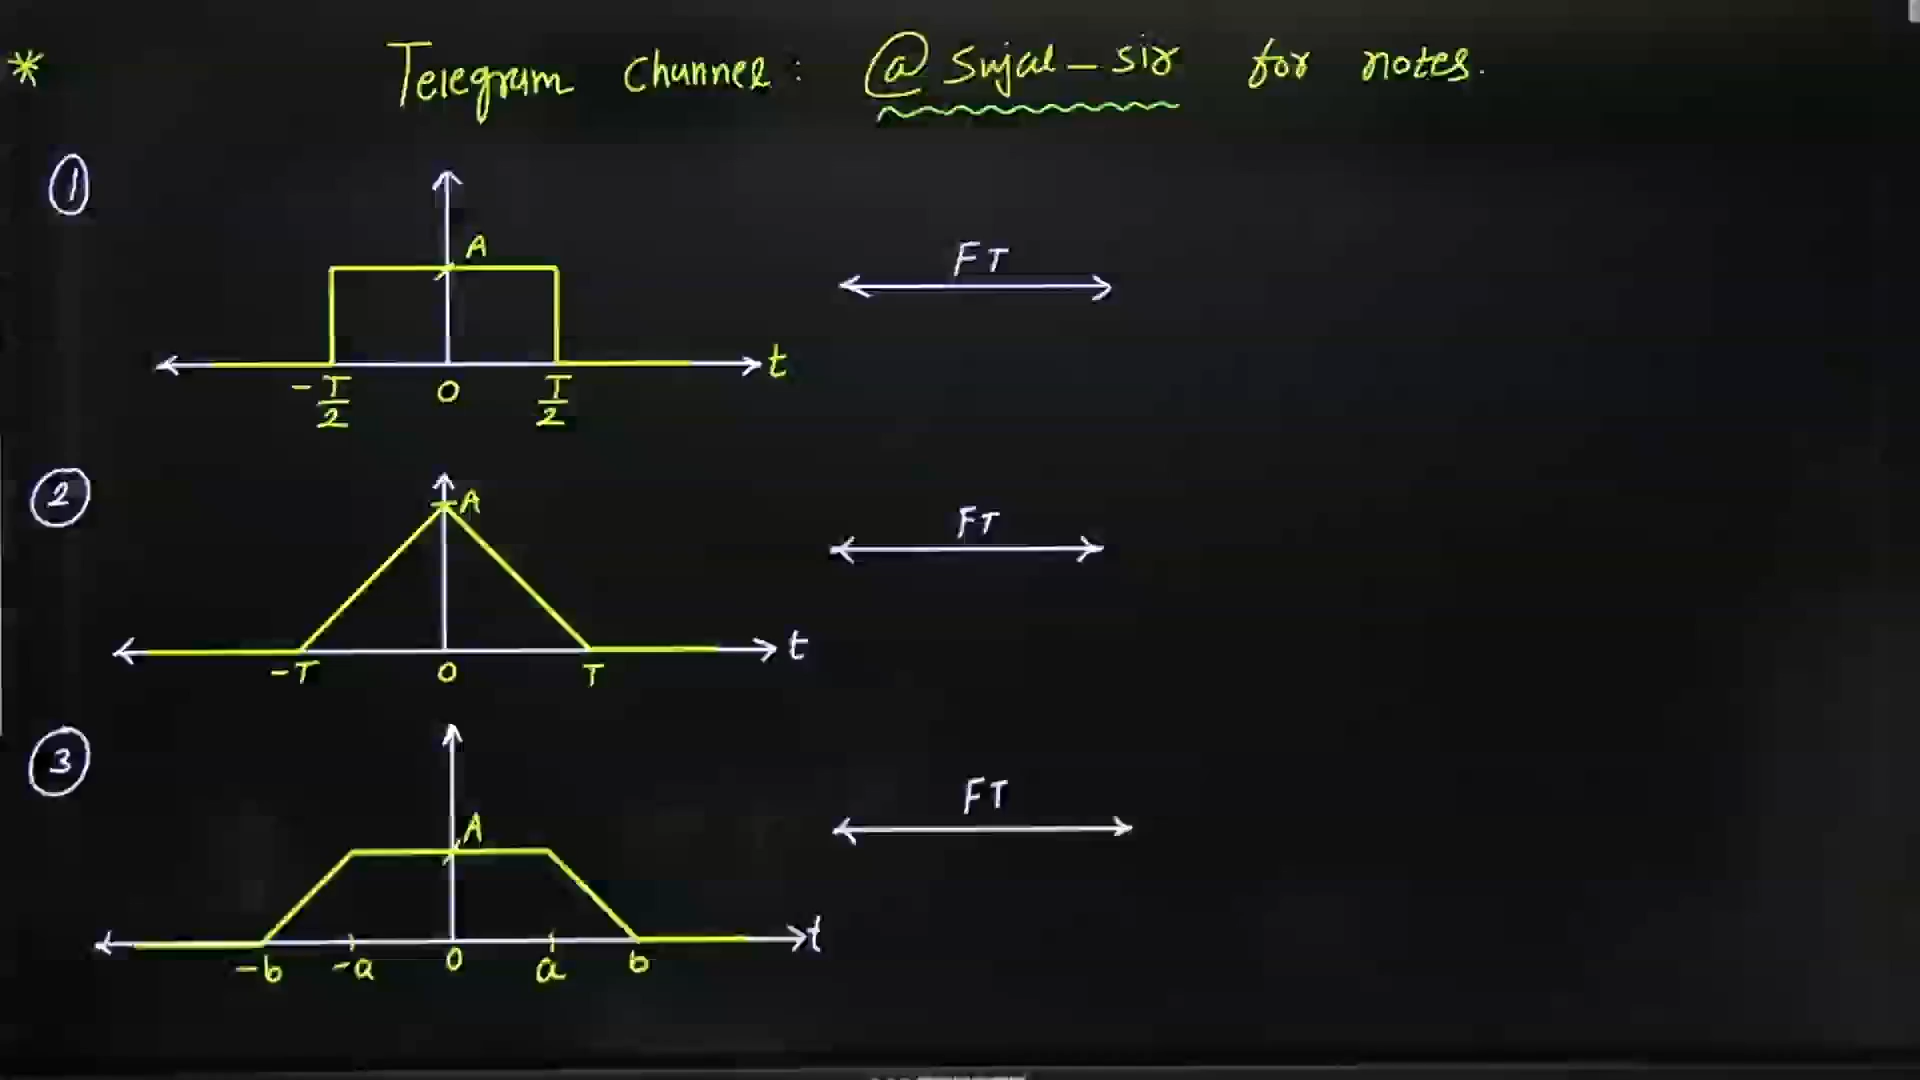 * Telegram Channel : @ Sujal_sir for notes.
①
A
FT
t
-T/2 0 T/2
②
A
FT
t
-T 0 T
③
FT
A
t
-b -a 0 a b